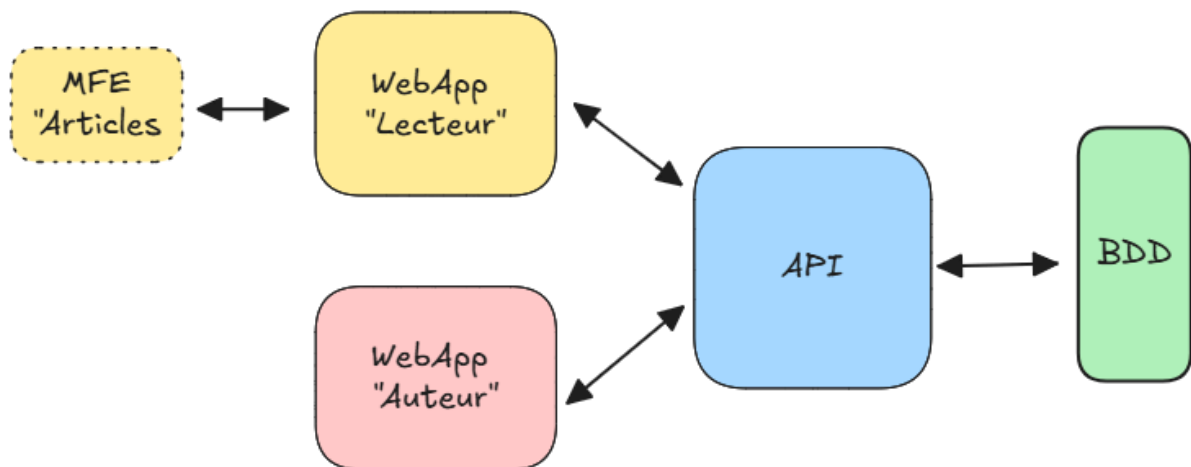 MFE
"Articles
WebApp
"Lecteur"
API
BDD
WebApp
"Auteur"